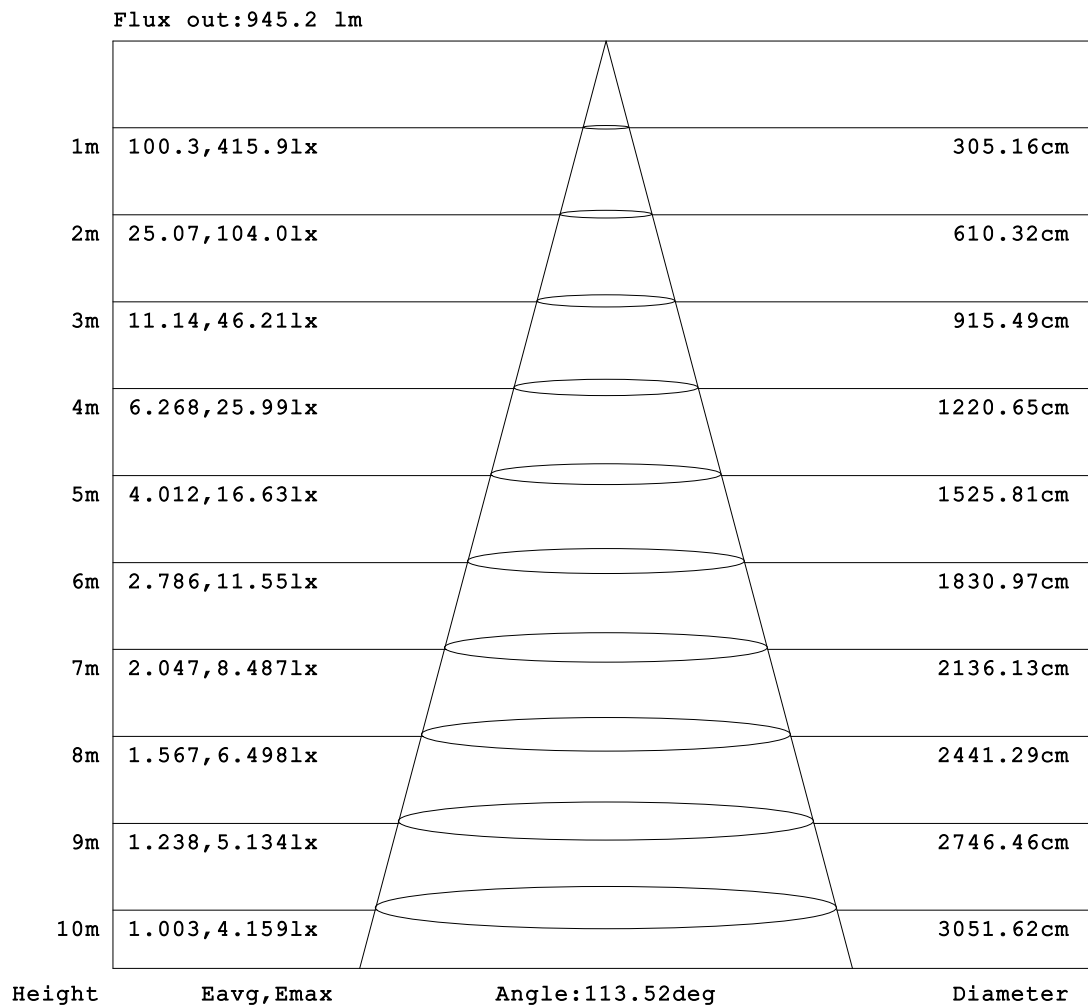 Flux out:945.2 lm
1m 100.3,415.9lx 305.16cm
2m 25.07,104.0lx 610.32cm
3m 11.14,46.21lx 915.49cm
4m 6.268,25.99lx 1220.65cm
5m 4.012,16.63lx 1525.81cm
6m 2.786,11.55lx 1830.97cm
7m 2.047,8.487lx 2136.13cm
8m 1.567,6.498lx 2441.29cm
9m 1.238,5.134lx 2746.46cm
10m 1.003,4.159lx 3051.62cm
Height Eavg,Emax Angle:113.52deg Diameter